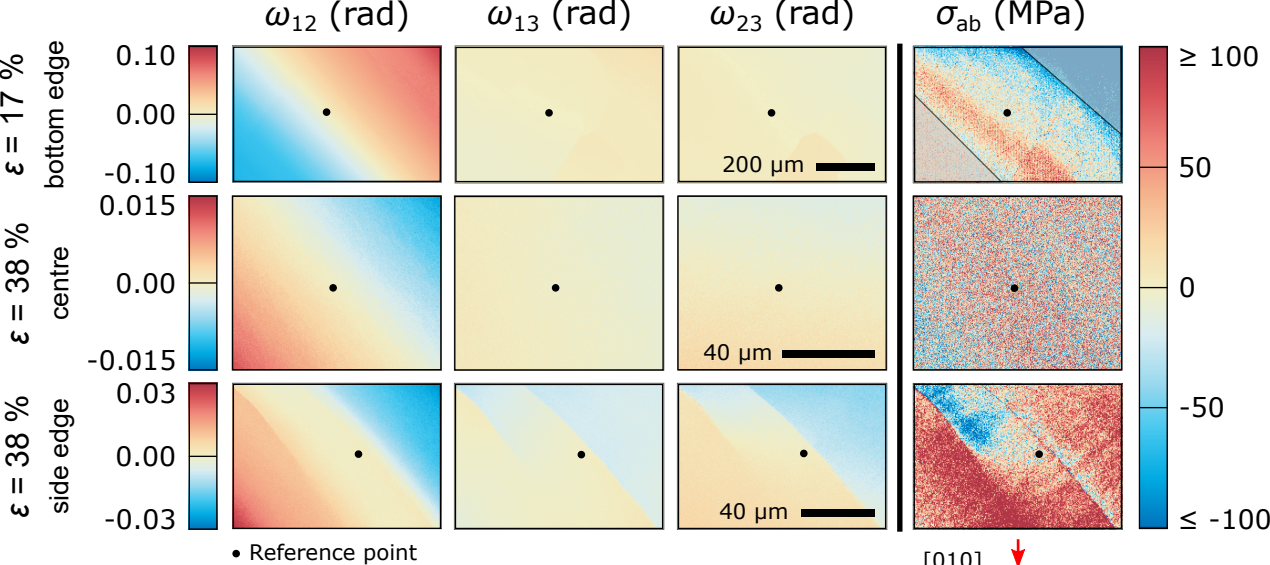 ω12 (rad)
ω13 (rad)
ω23 (rad)
σab (MPa)
ε = 17 %
bottom edge
0.10
0.00
-0.10
200 µm
ε = 38 %
centre
0.015
0.00
-0.015
40 µm
ε = 38 %
side edge
0.03
0.00
-0.03
40 µm
≥ 100
50
0
-50
≤ -100
• Reference point
[010]